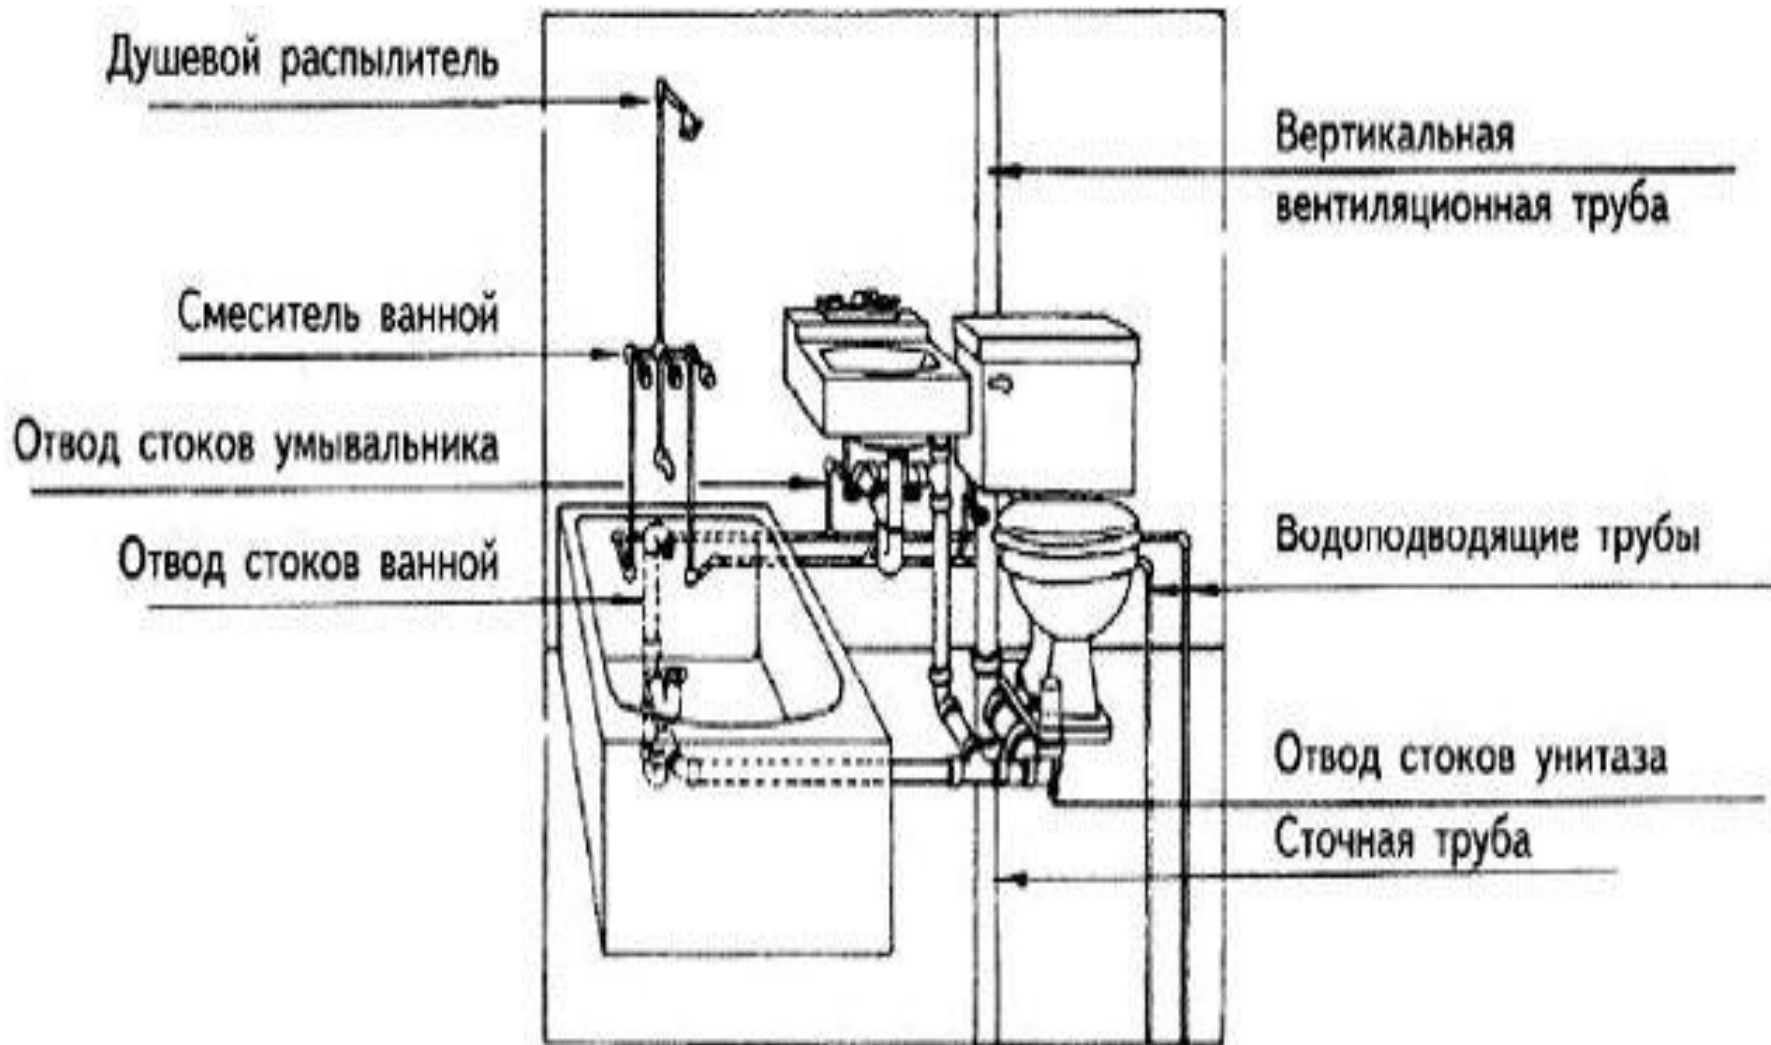 Душевой распылитель
Смеситель ванной
Отвод стоков умывальника
Отвод стоков ванной
Вертикальная
вентиляционная труба
Водоподводящие трубы
Отвод стоков унитаза
Сточная труба